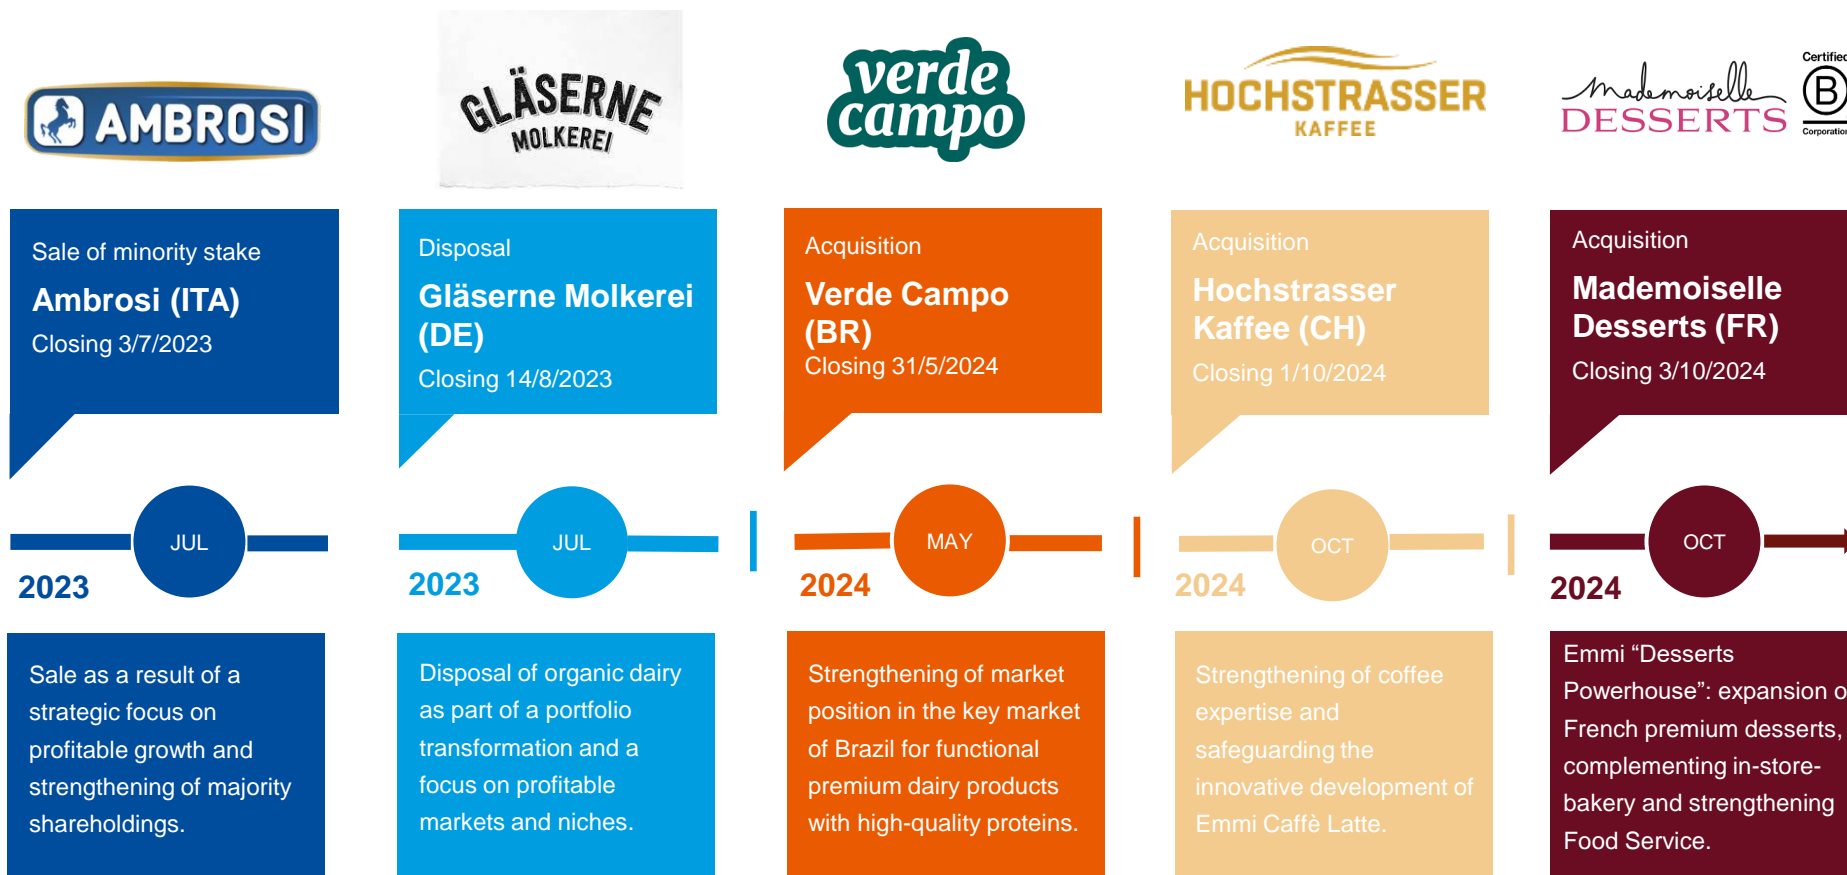 AMBROSI
GLÄSERNE
MOLKEREI
verde
campo
HOCHSTRASSER
KAFFEE
Mademoiselle
DESSERTS
Certified
B
Corporation
Sale of minority stake
Ambrosi (ITA)
Closing 3/7/2023
Disposal
Gläserne Molkerei
(DE)
Closing 14/8/2023
Acquisition
Verde Campo
(BR)
Closing 31/5/2024
Acquisition
Hochstrasser
Kaffee (CH)
Closing 1/10/2024
Acquisition
Mademoiselle
Desserts (FR)
Closing 3/10/2024
JUL
2023
JUL
2023
MAY
2024
OCT
2024
OCT
2024
Sale as a result of a
strategic focus on
profitable growth and
strengthening of majority
shareholdings.
Disposal of organic dairy
as part of a portfolio
transformation and a
focus on profitable
markets and niches.
Strengthening of market
position in the key market
of Brazil for functional
premium dairy products
with high-quality proteins.
Strengthening of coffee
expertise and
safeguarding the
innovative development of
Emmi Caffè Latte.
Emmi “Desserts
Powerhouse”: expansion o
French premium desserts,
complementing in-store-
bakery and strengthening
Food Service.